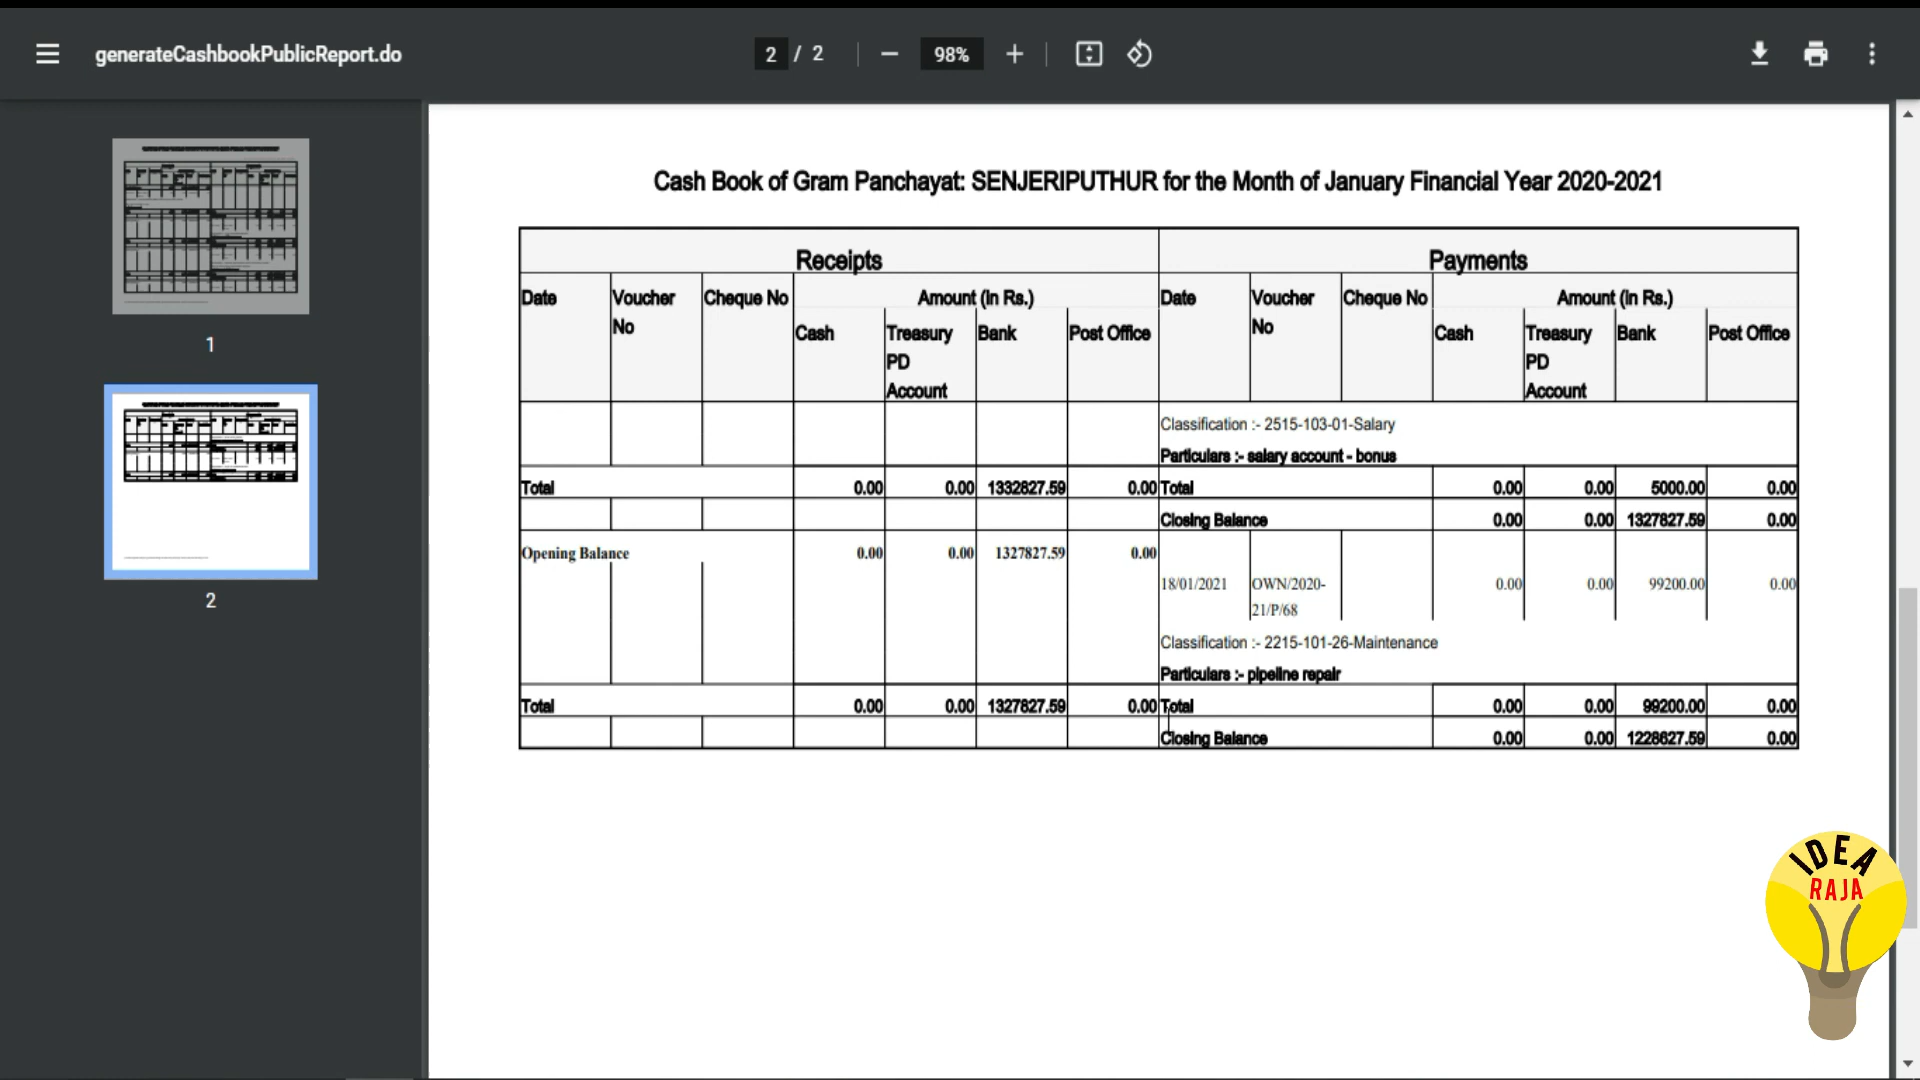 generateCashbookPublicReport.do
2 / 2
98%
1
2
Cash Book of Gram Panchayat: SENJERIPUTHUR for the Month of January Financial Year 2020-2021
Receipts Payments
Date Voucher No Cheque No Amount (in Rs.) Date Voucher No Cheque No Amount (in Rs.)
Cash Treasury PD Account Bank Post Office Cash Treasury PD Account Bank Post Office
Classification :- 2515-103-01-Salary
Particulars :- salary account - bonus
Total 0.00 0.00 1332827.59 0.00 Total 0.00 0.00 5000.00 0.00
Closing Balance 0.00 0.00 1327827.59 0.00
Opening Balance 0.00 0.00 1327827.59 0.00
18/01/2021 OWN/2020-21/P/68 0.00 0.00 99200.00 0.00
Classification :- 2215-101-26-Maintenance
Particulars :- pipeline repair
Total 0.00 0.00 1327827.59 0.00 Total 0.00 0.00 99200.00 0.00
Closing Balance 0.00 0.00 1228627.59 0.00
IDEA
RAJA